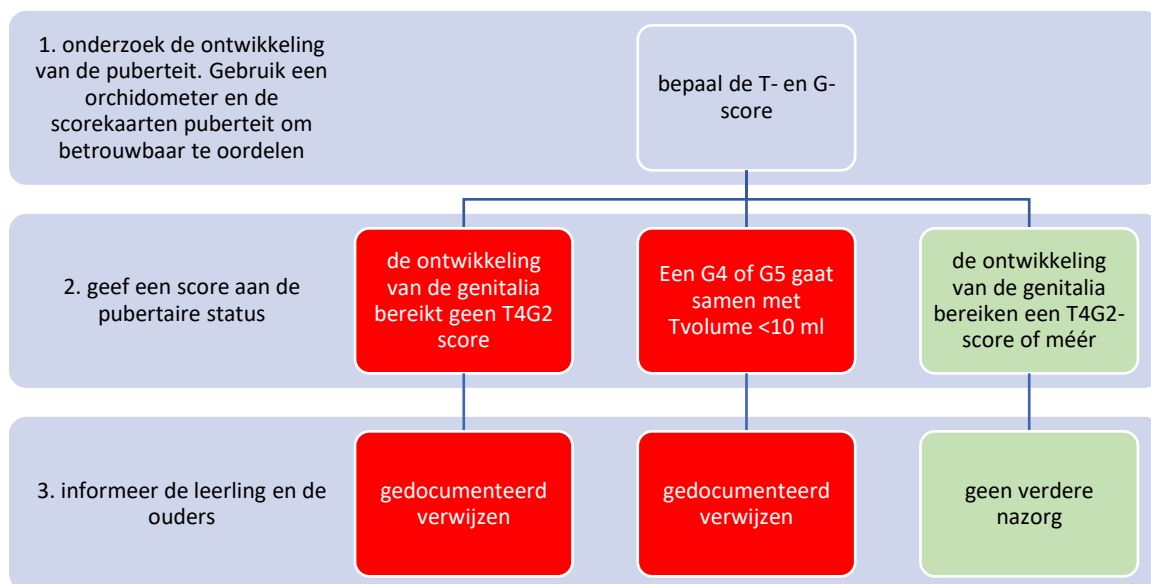 1. onderzoek de ontwikkeling
van de puberteit. Gebruik een
orchidometer en de
scorekaarten puberteit om
betrouwbaar te oordelen
bepaal de T- en G-
score
2. geef een score aan de
pubertaire status
de ontwikkeling
van de genitalia
bereikt geen T4G2
score
Een G4 of G5 gaat
samen met
Tvolume <10 ml
de ontwikkeling
van de genitalia
bereiken een T4G2-
score of méér
3. informeer de leerling en de
ouders
gedocumenteerd
verwijzen
gedocumenteerd
verwijzen
geen verdere
nazorg